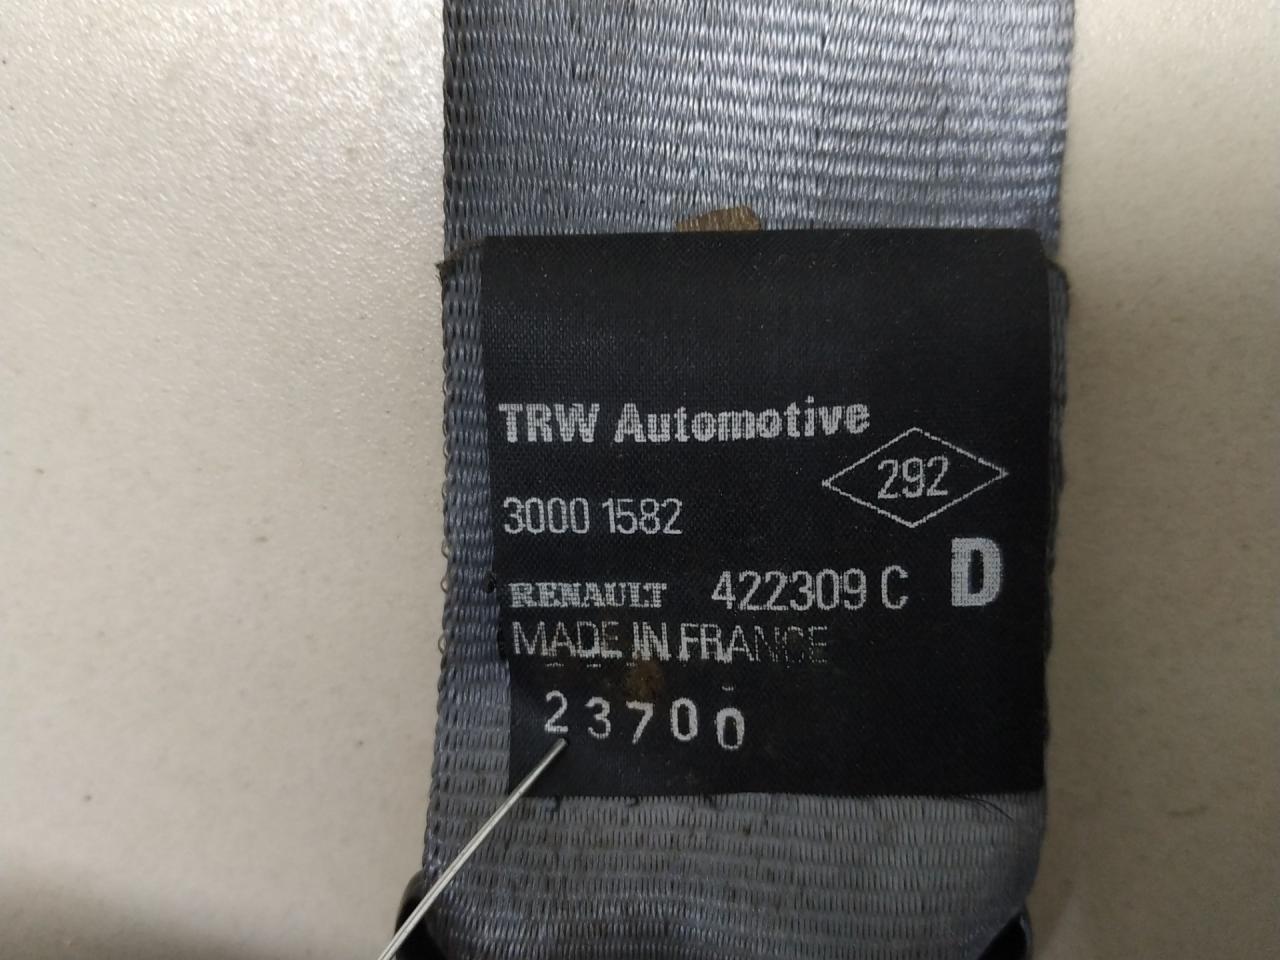 TRW Automotive
292
3000 1582
D
RENAULT 422309 C
MADE IN FRANCE
23700